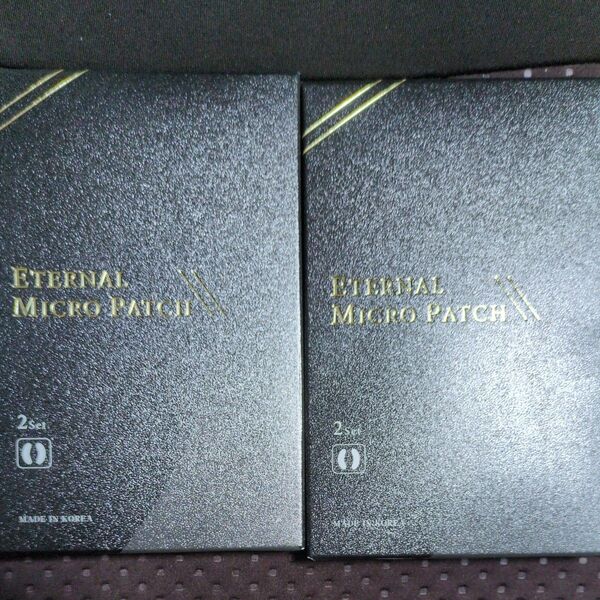 ETERNAL
MICRO PATCH
2Set
MADE IN KOREA
ETERNAL
MICRO PATCH
2Set
MADE IN KOREA